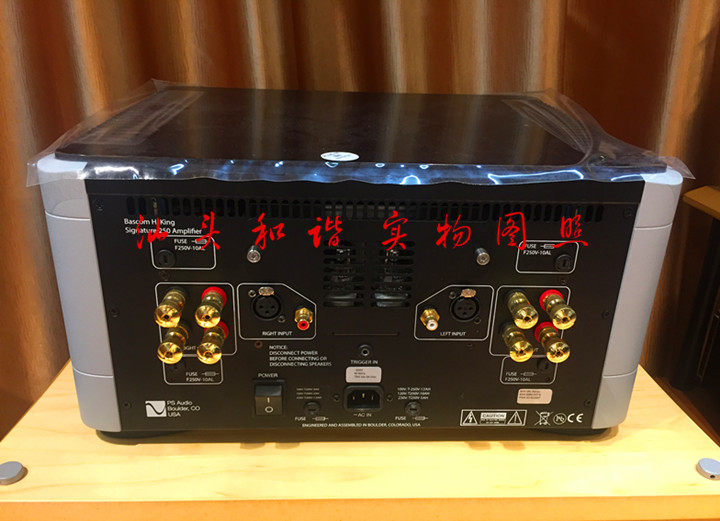 Bascom H King
Signature 250 Amplifier
汕头和谐实物图照
FUSE
F250V-10AL
FUSE
F250V-10AL
RIGHT INPUT
LEFT INPUT
RIGHT
FUSE
F250V-10AL
FUSE
F250V-10AL
NOTICE:
DISCONNECT POWER
BEFORE CONNECTING OR
DISCONNECTING SPEAKERS
TRIGGER IN
POWER
PS Audio
Boulder, CO
USA
FUSE
~AC IN
FUSE
CAUTION
ENGINEERED AND ASSEMBLED IN BOULDER, COLORADO, USA